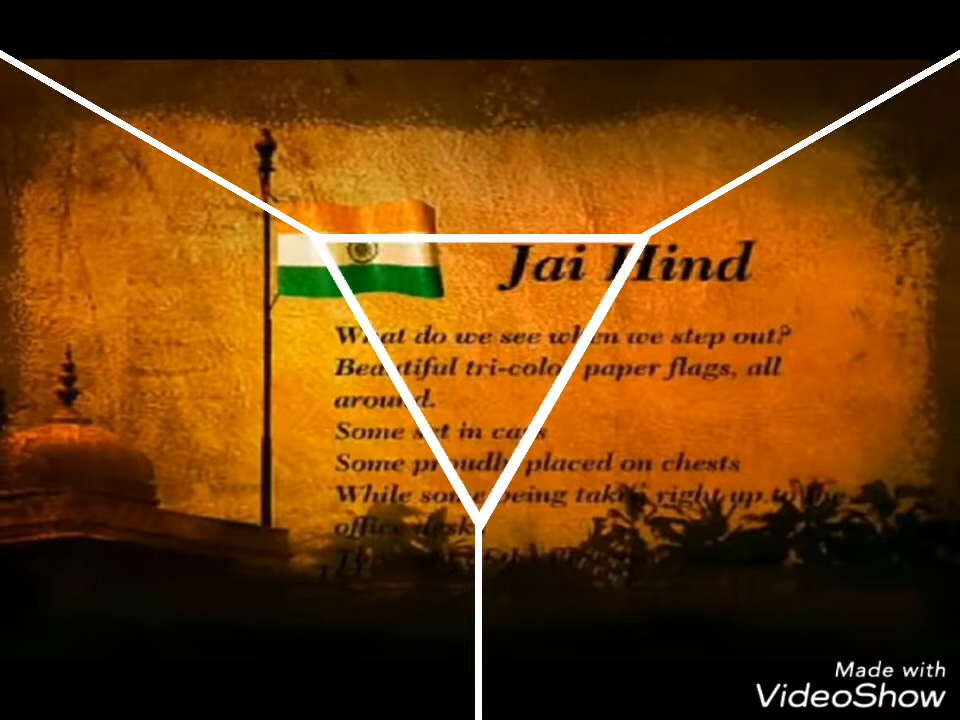 Jai Hind
What do we see when we step out?
Beautiful tri-color paper flags, all
around.
Some set in cars
Some proudly placed on chests
While some being taken right up to the
office desk
Made with
VideoShow